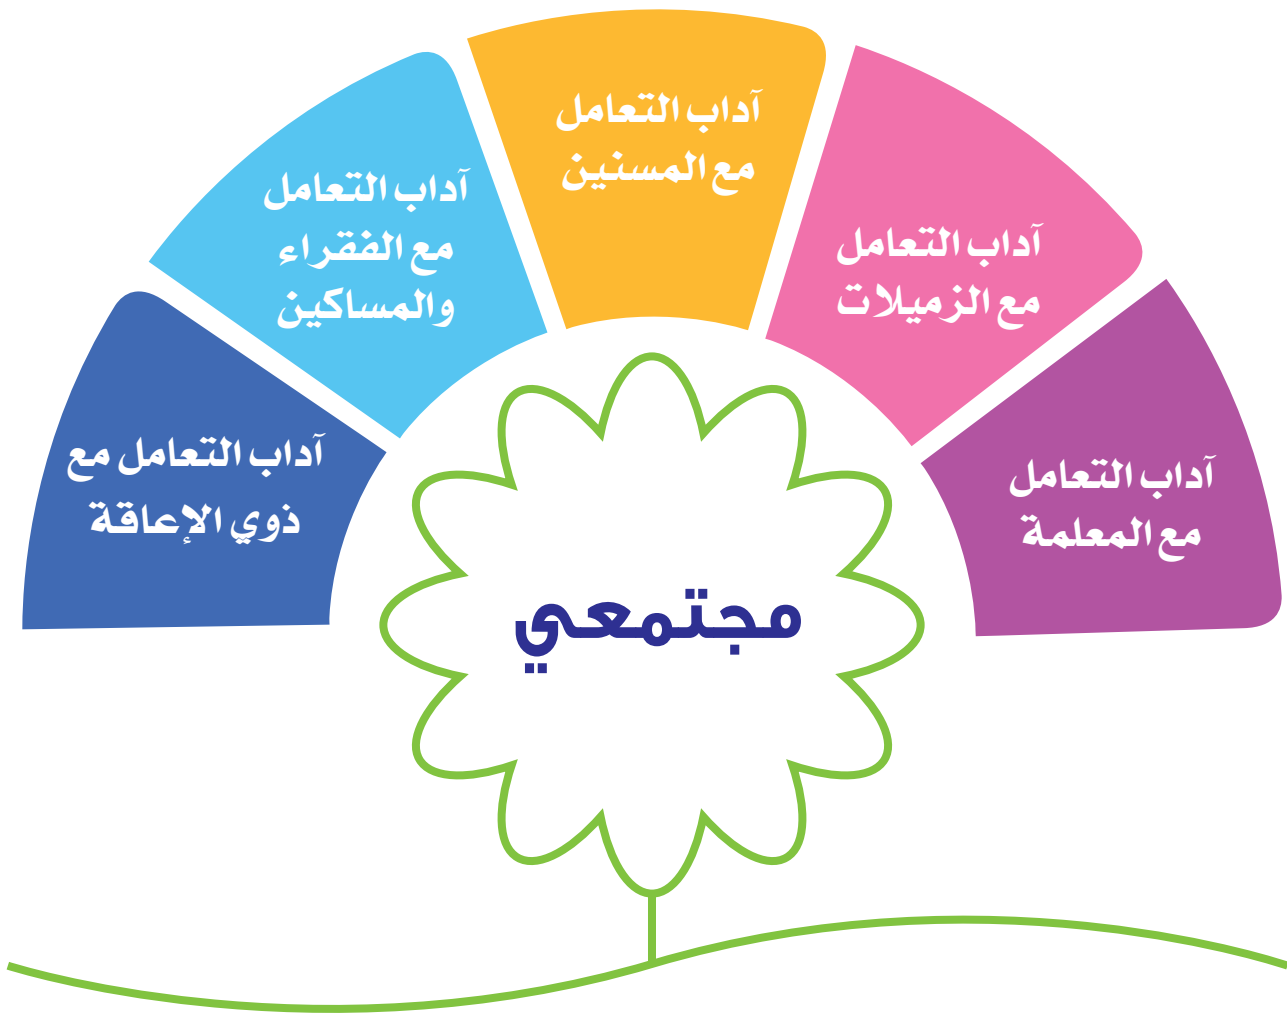 آداب التعامل
مع المعلمة
آداب التعامل
مع الزميلات
آداب التعامل
مع المسنين
آداب التعامل
مع الفقراء
والمساكين
آداب التعامل مع
ذوي الإعاقة
مجتمعي